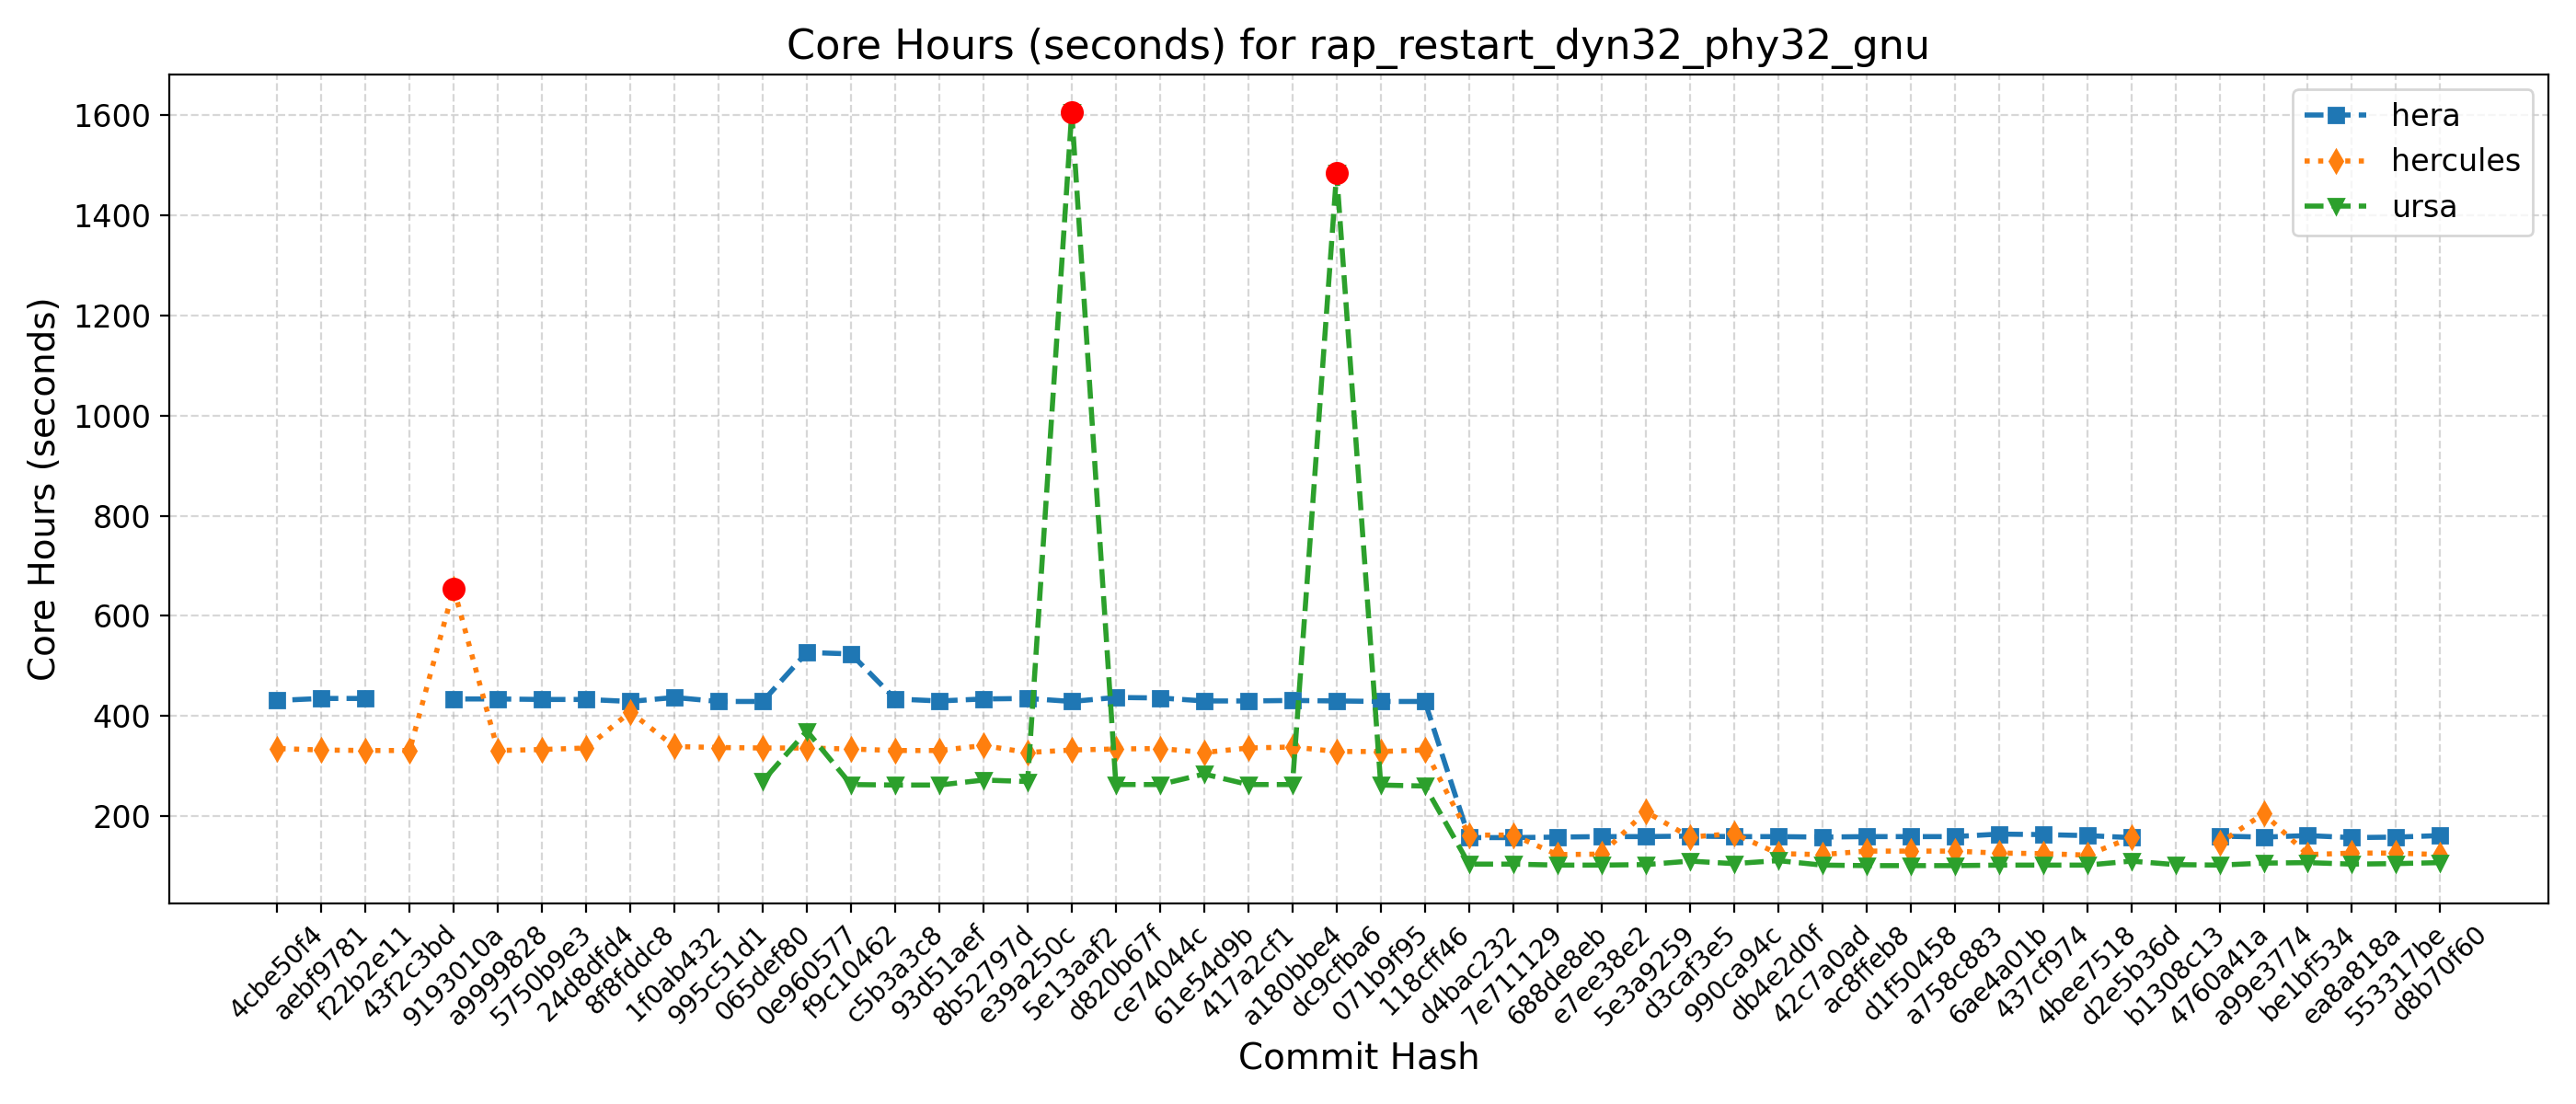 Core Hours (seconds) for rap_restart_dyn32_phy32_gnu
hera
hercules
ursa
Core Hours (seconds)
1600
1400
1200
1000
800
600
400
200
4cbe50f4
aebf9781
f22b2e11
43f2c3bd
9193010a
a9999828
5750b9e3
24d8dfd4
8f8fddc8
1f0ab432
995c51d1
065def80
0e960577
f9c10462
c5b3a3c8
93d51aef
8b52797d
e39a250c
5e13aaf2
d820b67f
ce74044c
61e54d9b
417a2cf1
a180bbe4
dc9cfba6
071b9f95
118cff46
d4bac232
7e711129
688de8eb
e7ee38e2
5e3a9259
d3caf3e5
990ca94c
db4e2d0f
42c7a0ad
ac8ffeb8
d1f50458
a758c883
6ae4a01b
437cf974
4bee7518
d2e5b36d
b1308c13
4760a41a
a99e3774
be1bf534
ea8a818a
553317be
d8b70f60
Commit Hash